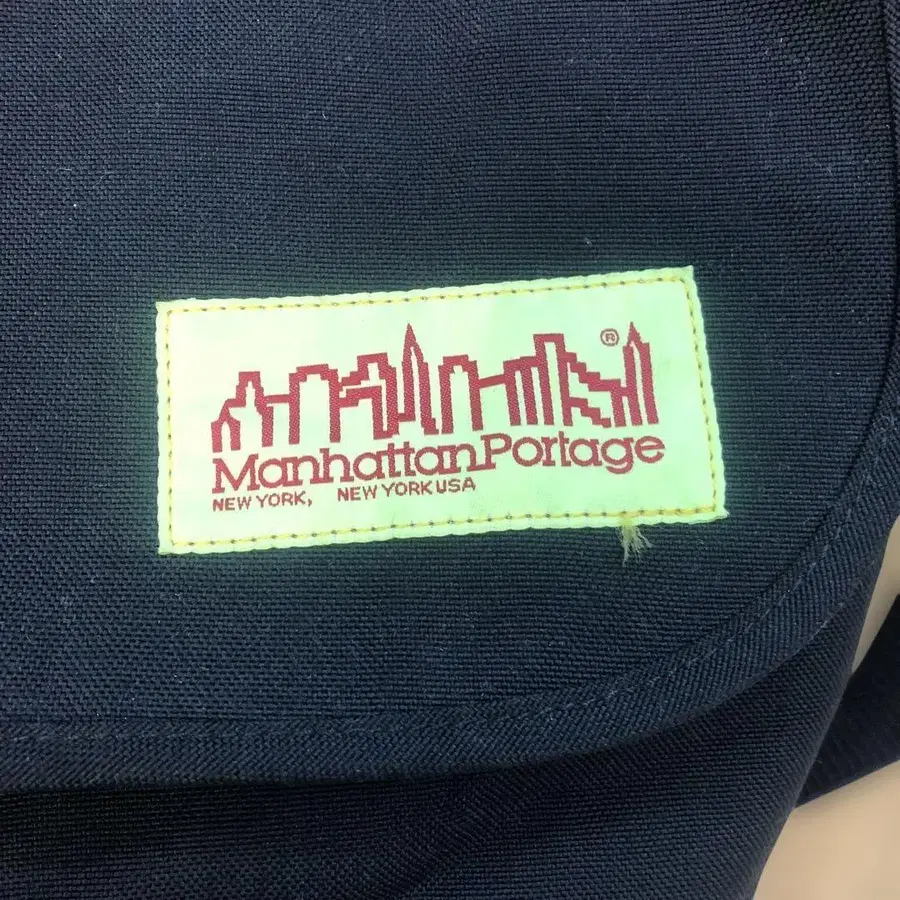 ®
ManhattanPortage
NEW YORK, NEW YORK USA